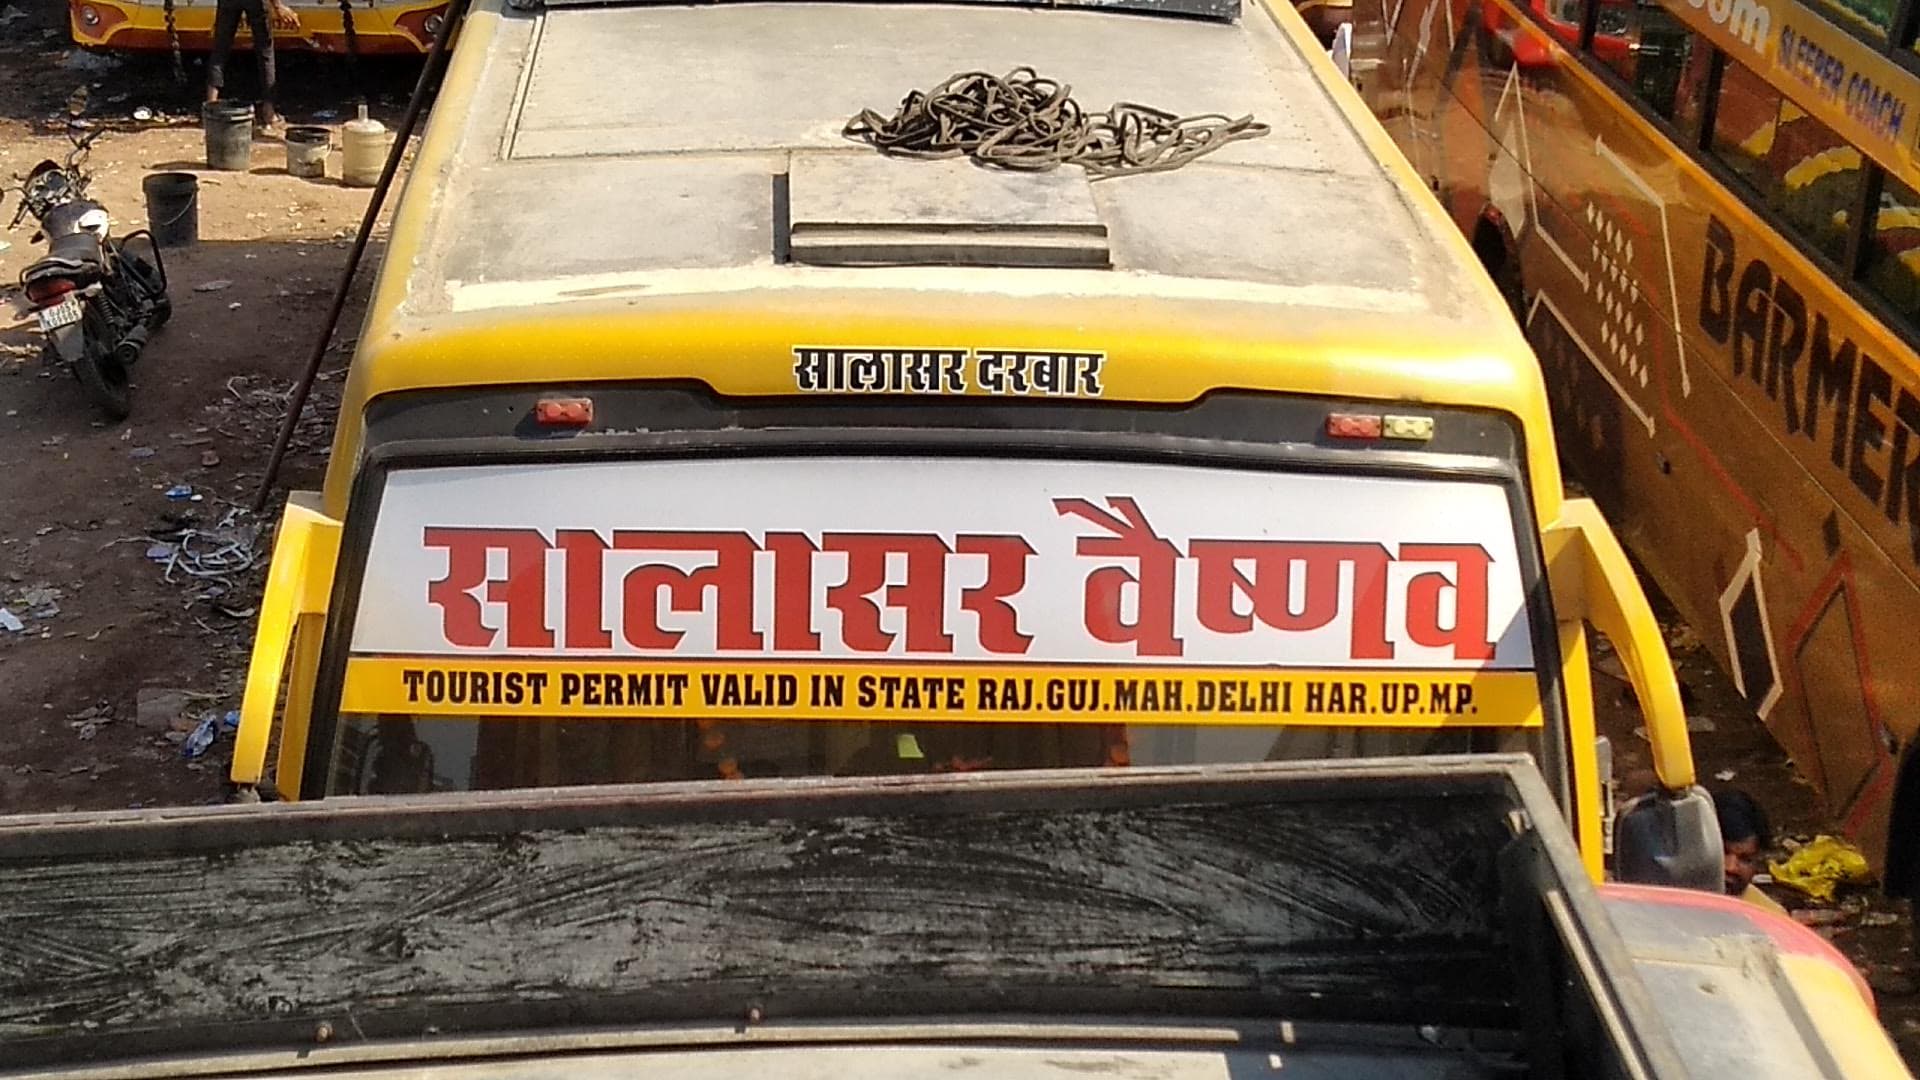 SLEEPER COACH
BARMER
सालासर दरबार
सालासर वैष्णव
TOURIST PERMIT VALID IN STATE RAJ.GUJ.MAH.DELHI HAR.UP.MP.